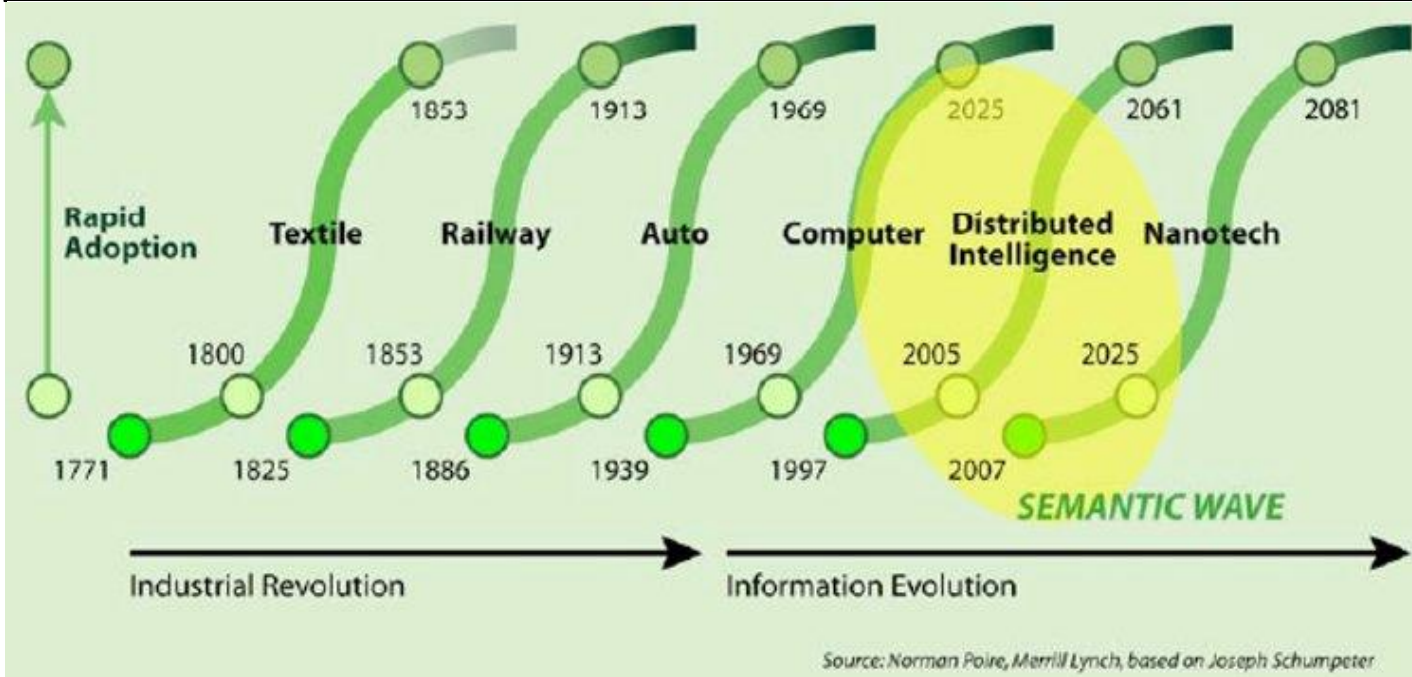 1853
1913
1969
2025
2061
2081
Rapid
Adoption
Textile
Railway
Auto
Computer
Distributed
Intelligence
Nanotech
1800
1853
1913
1969
2005
2025
1771
1825
1886
1939
1997
2007
SEMANTIC WAVE
Industrial Revolution
Information Evolution
Source: Norman Poire, Merrill Lynch, based on Joseph Schumpeter